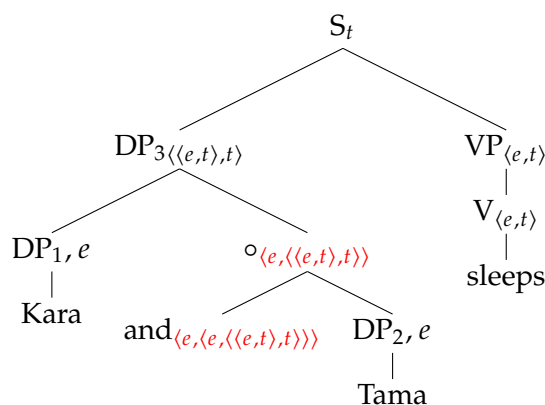 S_t
DP_3⟨⟨e,t⟩,t⟩ VP⟨e,t⟩
V⟨e,t⟩
DP_1, e ∘⟨e,⟨⟨e,t⟩,t⟩⟩
sleeps
Kara and⟨e,⟨e,⟨⟨e,t⟩,t⟩⟩⟩ DP_2, e
Tama